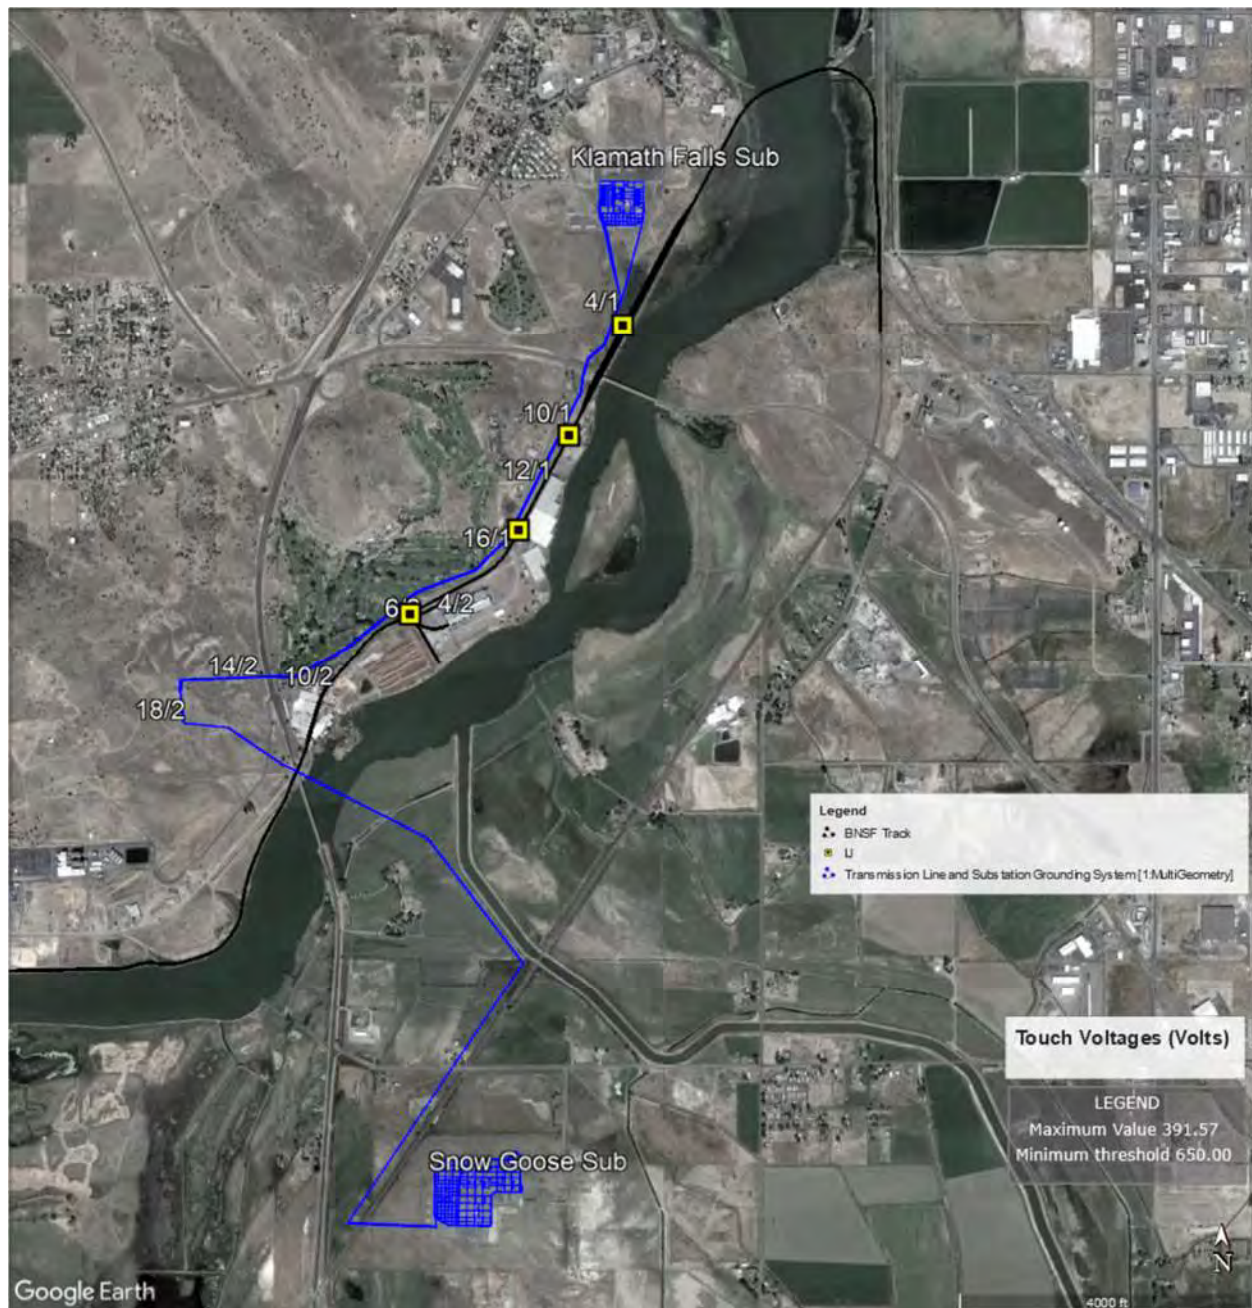 Klamath Falls Sub
4/1
10/1
12/1
16/1
4/2
14/2
10/2
18/2
Legend
BNSF Track
IJ
Transmission Line and Substation Grounding System [1:MultiGeometry]
Touch Voltages (Volts)
LEGEND
Maximum Value 391.57
Minimum threshold 650.00
Snow Goose Sub
N
Google Earth
4000 ft